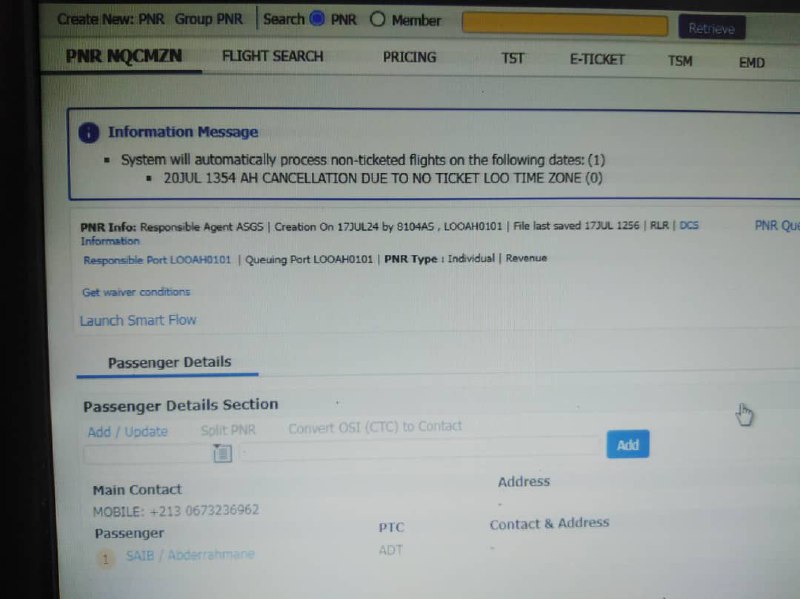 Create New: PNR Group PNR Search PNR Member Retrieve
PNR NQCMZN FLIGHT SEARCH PRICING TST E-TICKET TSM EMD
Information Message
System will automatically process non-ticketed flights on the following dates: (1)
20JUL 1354 AH CANCELLATION DUE TO NO TICKET LOO TIME ZONE (0)
PNR Info: Responsible Agent ASGS | Creation On 17JUL24 by 8104AS , LOOAH0101 | File last saved 17JUL 1256 | RLR | DCS PNR Que
Information
Responsible Port LOOAH0101 | Queuing Port LOOAH0101 | PNR Type : Individual | Revenue
Get waiver conditions
Launch Smart Flow
Passenger Details
Passenger Details Section
Add / Update Split PNR Convert OSI (CTC) to Contact
Add
Main Contact Address
MOBILE: +213 0673236962 -
Passenger PTC Contact & Address
1 SAIB / Abderrahmane ADT -